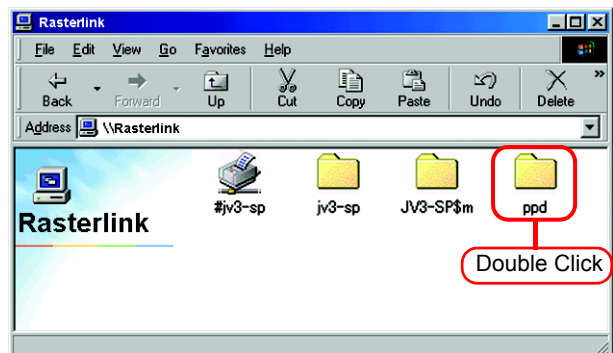 Rasterlink
File Edit View Go Favorites Help
Back Forward Up Cut Copy Paste Undo Delete »
Address \\Rasterlink
Rasterlink
#jv3-sp jv3-sp JV3-SP$m ppd
Double Click